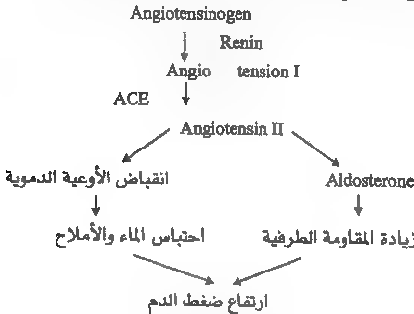 Angiotensinogen
Renin
Angio tension I
ACE
Angiotensin II
انقباض الأوعية الدموية
Aldosterone
احتباس الماء والأملاح
زيادة المقاومة الطرفية
ارتفاع ضغط الدم